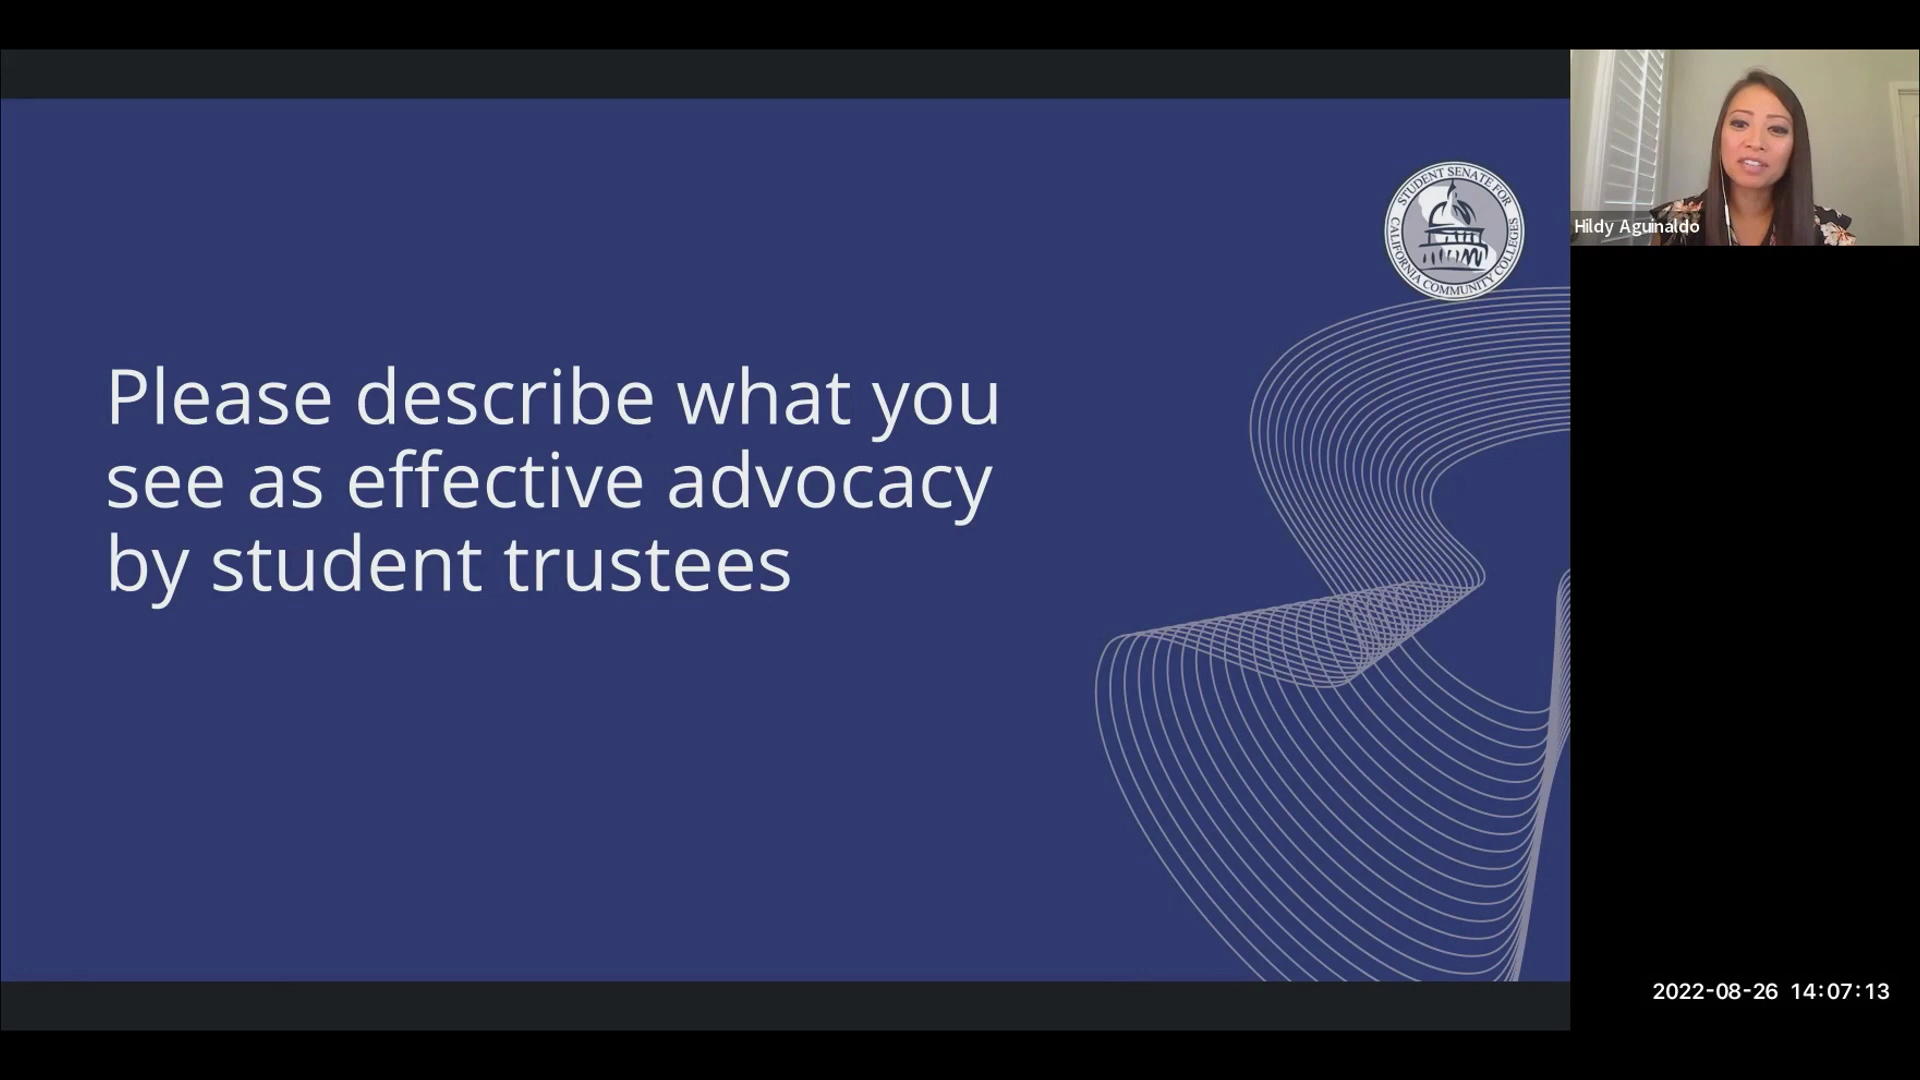 STUDENT SENATE FOR
CALIFORNIA COMMUNITY COLLEGES
Hildy Aguinaldo
Please describe what you
see as effective advocacy
by student trustees
2022-08-26 14:07:13